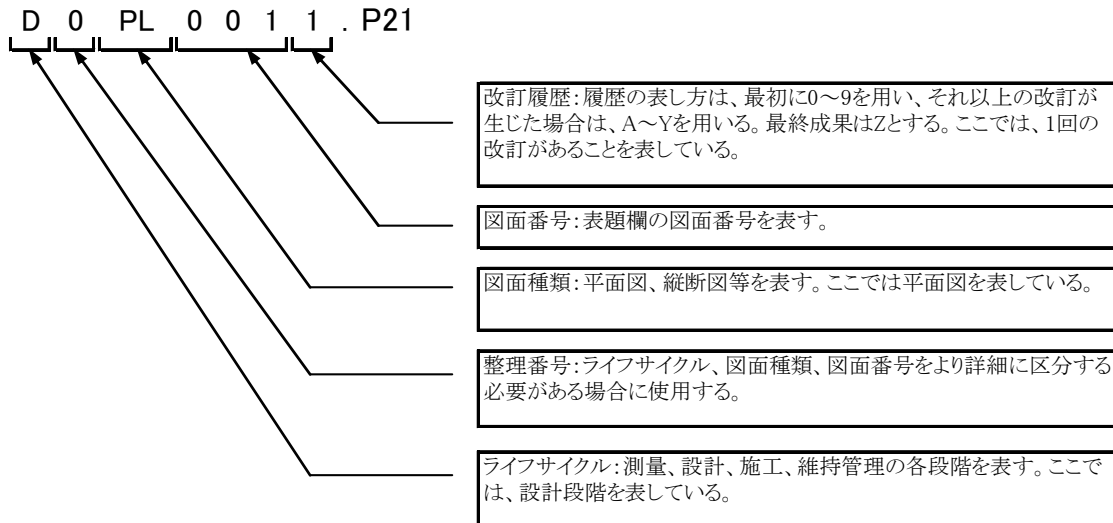 D 0 PL 0 0 1 1 . P21
改訂履歴:履歴の表し方は、最初に0~9を用い、それ以上の改訂が
生じた場合は、A~Yを用いる。最終成果はZとする。ここでは、1回の
改訂があることを表している。
図面番号:表題欄の図面番号を表す。
図面種類:平面図、縦断図等を表す。ここでは平面図を表している。
整理番号:ライフサイクル、図面種類、図面番号をより詳細に区分する
必要がある場合に使用する。
ライフサイクル:測量、設計、施工、維持管理の各段階を表す。ここで
は、設計段階を表している。